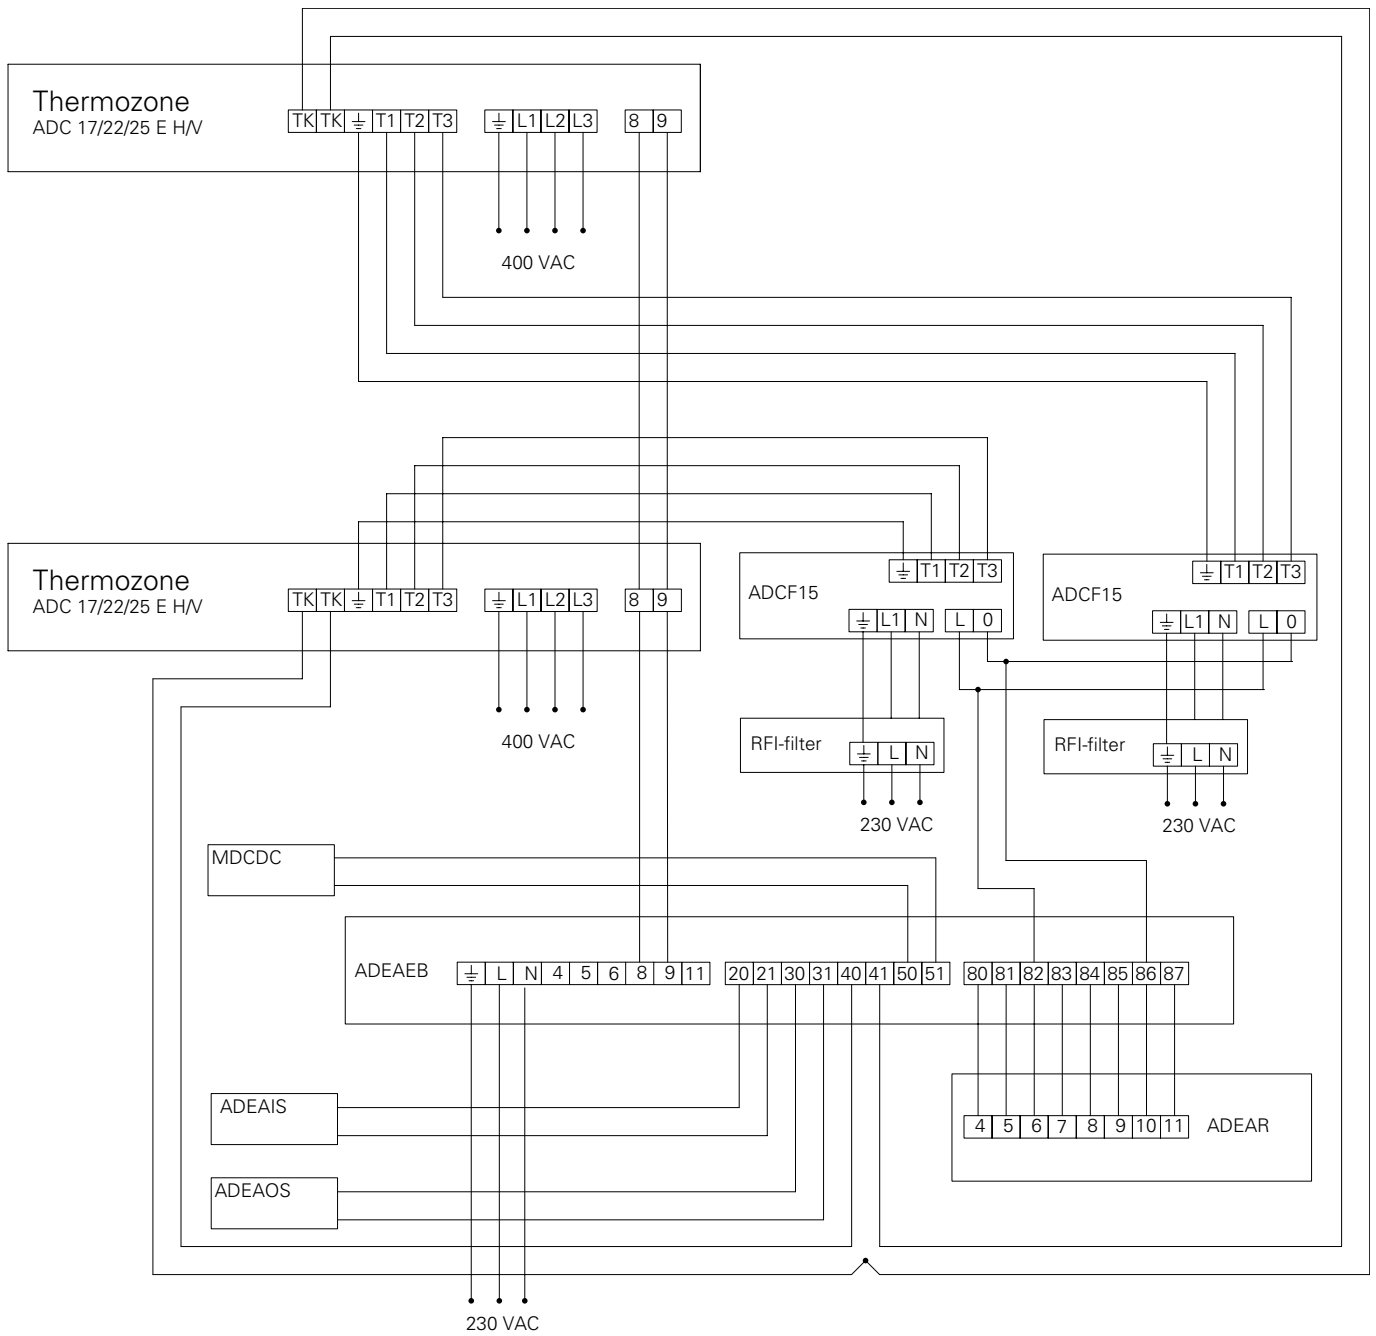 Thermozone
ADC 17/22/25 E H/V
TK TK ⏚ T1 T2 T3 ⏚ L1 L2 L3 8 9
400 VAC
Thermozone
ADC 17/22/25 E H/V
TK TK ⏚ T1 T2 T3 ⏚ L1 L2 L3 8 9
400 VAC
ADCF15
⏚ T1 T2 T3
⏚ L1 N L 0
RFI-filter
⏚ L N
230 VAC
ADCF15
⏚ T1 T2 T3
⏚ L1 N L 0
RFI-filter
⏚ L N
230 VAC
MDCDC
ADEAEB
⏚ L N 4 5 6 8 9 11 20 21 30 31 40 41 50 51 80 81 82 83 84 85 86 87
ADEAIS
4 5 6 7 8 9 10 11 ADEAR
ADEAOS
230 VAC